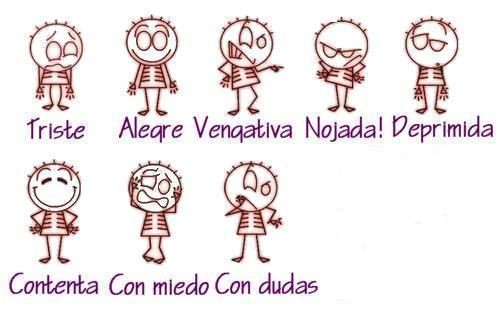 Triste Alegre Vengativa Nojada! Deprimida
Contenta Con miedo Con dudas